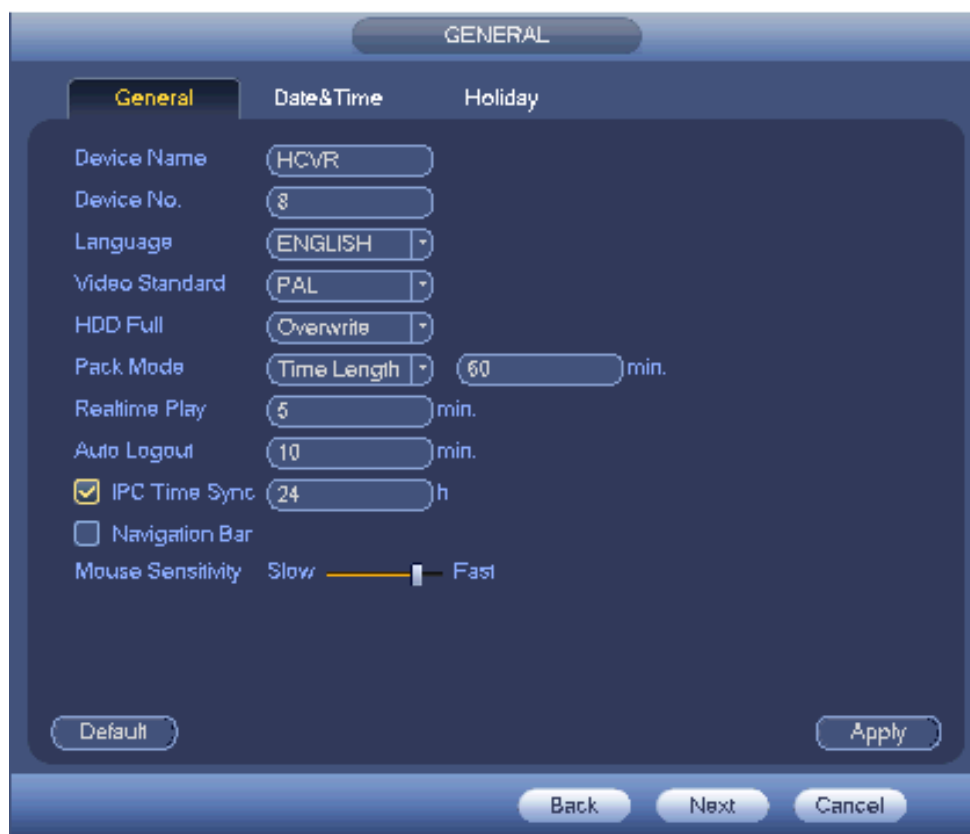 GENERAL
General Date&Time Holiday
Device Name HCVR
Device No. 8
Language ENGLISH
Video Standard PAL
HDD Full Overwrite
Pack Mode Time Length 60 min.
Realtime Play 5 min.
Auto Logout 10 min.
IPC Time Sync 24 h
Navigation Bar
Mouse Sensitivity Slow Fast
Default Apply
Back Next Cancel